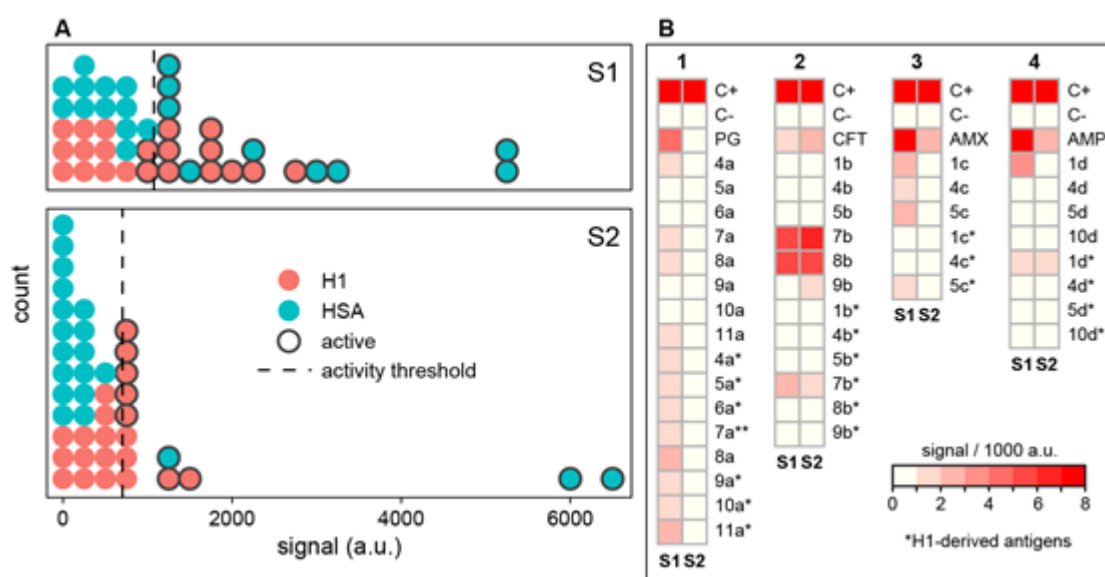 A
S1
S2
H1
HSA
active
activity threshold
count
0 2000 4000 6000
signal (a.u.)
B
1 2 3 4
C+
C-
PG
4a
5a
6a
7a
8a
9a
10a
11a
4a*
5a*
6a*
7a**
8a
9a*
10a*
11a*
S1 S2
C+
C-
CFT
1b
4b
5b
7b
8b
9b
1b*
4b*
5b*
7b*
8b*
9b*
S1 S2
C+
C-
AMX
1c
4c
5c
1c*
4c*
5c*
S1 S2
C+
C-
AMP
1d
4d
5d
10d
1d*
4d*
5d*
10d*
S1 S2
signal / 1000 a.u.
0 2 4 6 8
*H1-derived antigens